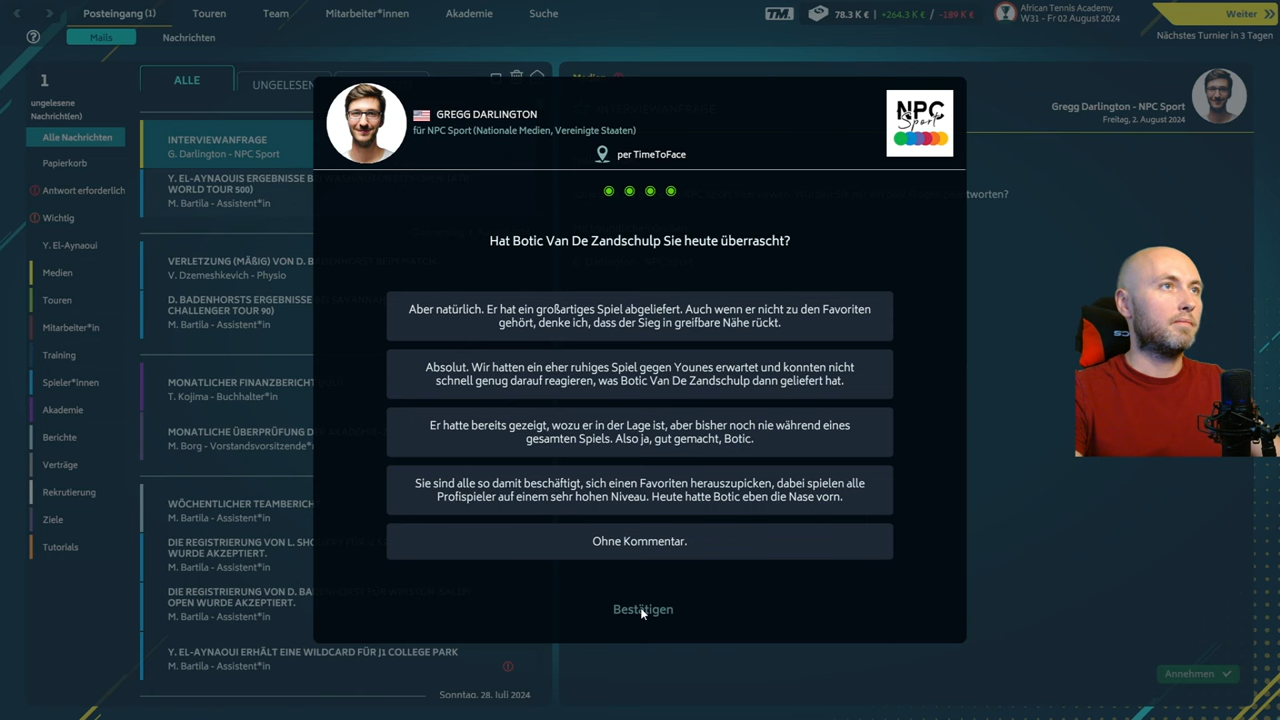 Posteingang (1)
Touren
Team
Mitarbeiter*innen
Akademie
Suche
TM
78.3 K £ | +264.3 K £ / -189 K £
African Tennis Academy
W31 - Fr 02 August 2024
Weiter
Mails
Nachrichten
Nächstes Turnier in 3 Tagen
1
ungelesene
Nachricht(en)
Alle Nachrichten
Papierkorb
Antwort erforderlich
Wichtig
Y. El-Aynaoui
Medien
Touren
Mitarbeiter*in
Training
Spieler*innen
Akademie
Berichte
Verträge
Rekrutierung
Ziele
Tutorials
ALLE
UNGELESEN
INTERVIEWANFRAGE
G. Darlington - NPC Sport
Y. EL-AYNAOUIS ERGEBNISSE
WORLD TOUR 500)
M. Bartila - Assistent*in
VERLETZUNG (MÄßIG) VON D.
V. Dzemeshkevich - Physio
D. BADENHORSTS ERGEBNISSE
CHALLENGER TOUR 90)
M. Bartila - Assistent*in
MONATLICHER FINANZBERICHT
T. Kojima - Buchhalter*in
MONATLICHE ÜBERPRÜFUNG
M. Borg - Vorstandsvorsitzende*
WÖCHENTLICHER TEAMBERICH
M. Bartila - Assistent*in
DIE REGISTRIERUNG VON L.
WURDE AKZEPTIERT.
M. Bartila - Assistent*in
DIE REGISTRIERUNG VON D.
OPEN WURDE AKZEPTIERT.
M. Bartila - Assistent*in
Y. EL-AYNAOUI ERHÄLT EINE WILDCARD FÜR J1 COLLEGE PARK
M. Bartila - Assistent*in
Sonntag, 28. Juli 2024
Medien
Gregg Darlington - NPC Sport
Freitag, 2. August 2024
antworten?
Annehmen
GREGG DARLINGTON
für NPC Sport (Nationale Medien, Vereinigte Staaten)
per TimeToFace
NPC
Sport
Hat Botic Van De Zandschulp Sie heute überrascht?
Aber natürlich. Er hat ein großartiges Spiel abgeliefert. Auch wenn er nicht zu den Favoriten
gehört, denke ich, dass der Sieg in greifbare Nähe rückt.
Absolut. Wir hatten ein eher ruhiges Spiel gegen Younes erwartet und konnten nicht
schnell genug darauf reagieren, was Botic Van De Zandschulp dann geliefert hat.
Er hatte bereits gezeigt, wozu er in der Lage ist, aber bisher noch nie während eines
gesamten Spiels. Also ja, gut gemacht, Botic.
Sie sind alle so damit beschäftigt, sich einen Favoriten herauszupicken, dabei spielen alle
Profispieler auf einem sehr hohen Niveau. Heute hatte Botic eben die Nase vorn.
Ohne Kommentar.
Bestätigen